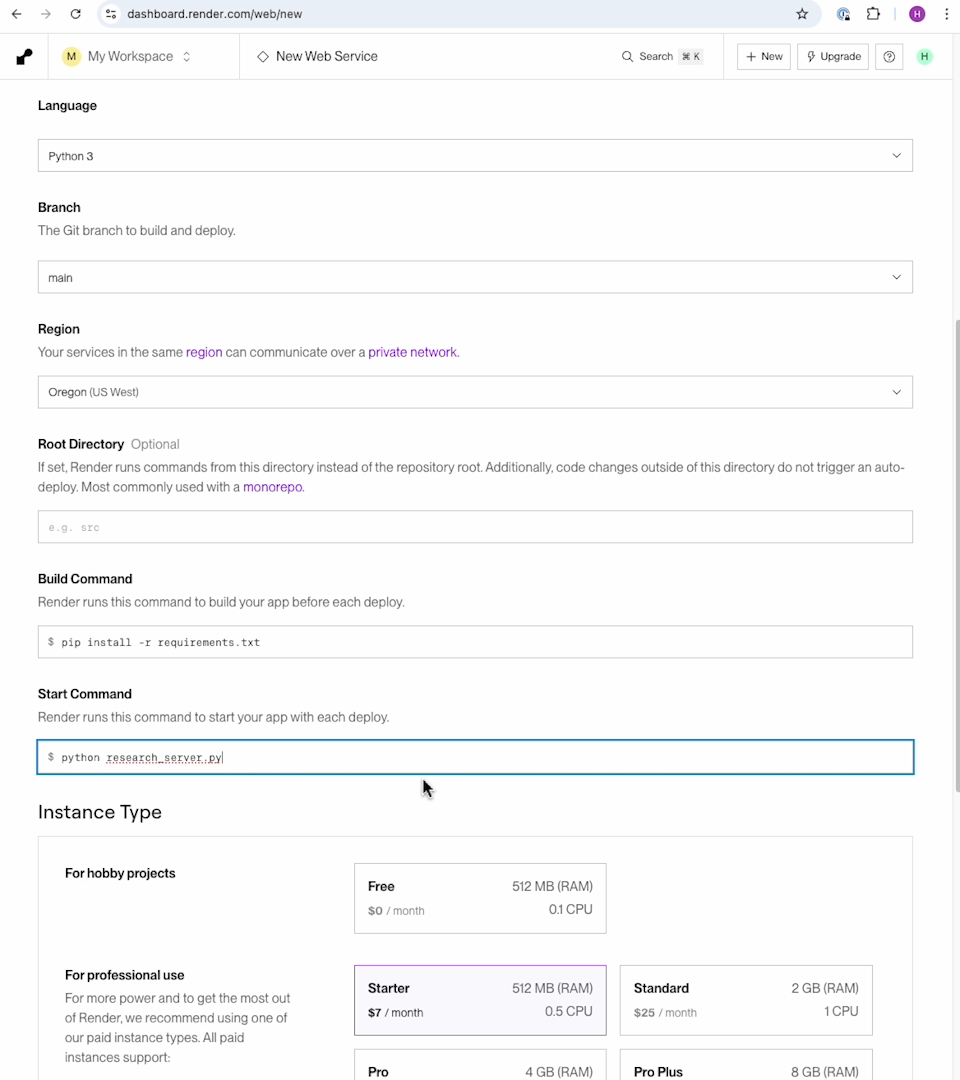 dashboard.render.com/web/new
H
M My Workspace
New Web Service
Search ⌘ K
+ New
Upgrade
H
Language
Python 3
Branch
The Git branch to build and deploy.
main
Region
Your services in the same region can communicate over a private network.
Oregon (US West)
Root Directory Optional
If set, Render runs commands from this directory instead of the repository root. Additionally, code changes outside of this directory do not trigger an auto-
deploy. Most commonly used with a monorepo.
e.g. src
Build Command
Render runs this command to build your app before each deploy.
$ pip install -r requirements.txt
Start Command
Render runs this command to start your app with each deploy.
$ python research_server.py
Instance Type
For hobby projects
Free 512 MB (RAM)
$0 / month 0.1 CPU
For professional use
For more power and to get the most out
of Render, we recommend using one of
our paid instance types. All paid
instances support:
Starter 512 MB (RAM)
$7 / month 0.5 CPU
Standard 2 GB (RAM)
$25 / month 1 CPU
Pro 4 GB (RAM)
Pro Plus 8 GB (RAM)